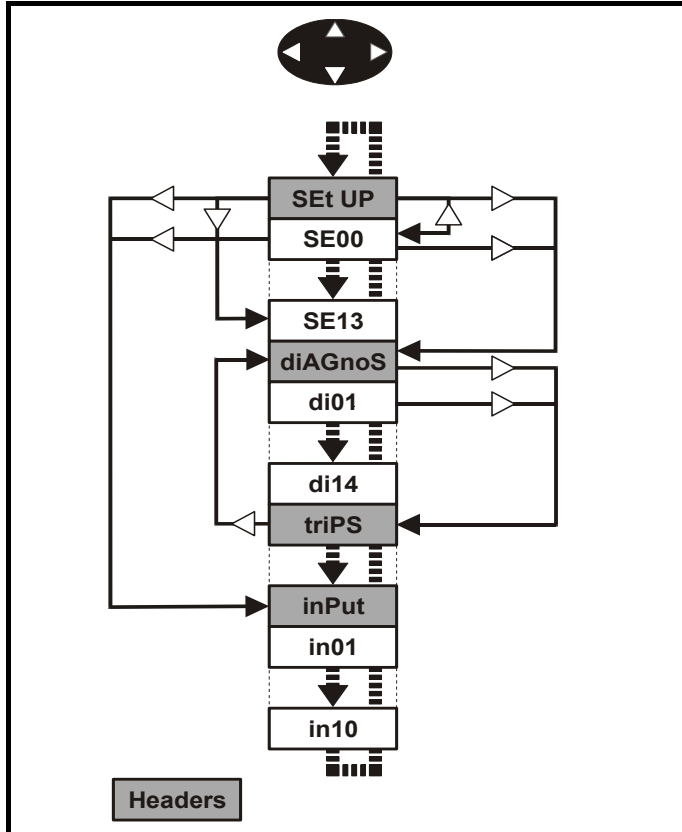 SEt UP
SE00
SE13
diAGnoS
di01
di14
triPS
inPut
in01
in10
Headers